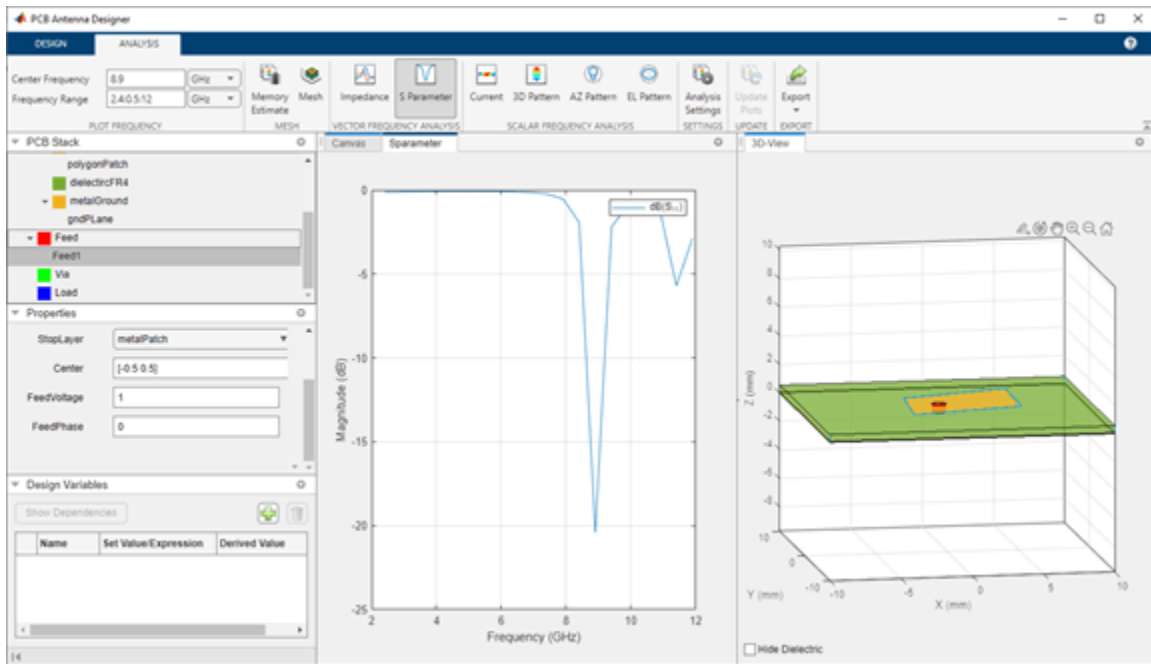 PCB Antenna Designer
DESIGN ANALYSIS
Center Frequency 8.9 GHz
Frequency Range 2.4:0.5:12 GHz
PLOT FREQUENCY
Memory Estimate
Mesh
MESH
Impedance
S Parameter
VECTOR FREQUENCY ANALYSIS
Current
3D Pattern
AZ Pattern
EL Pattern
SCALAR FREQUENCY ANALYSIS
Analysis Settings
SETTINGS
Update Plots
UPDATE
Export
EXPORT
PCB Stack
polygonPatch
dielectircFR4
metalGround
gndPLane
Feed
Feed1
Via
Load
Properties
StopLayer metalPatch
Center [-0.5 0.5]
FeedVoltage 1
FeedPhase 0
Design Variables
Show Dependencies
Name Set Value/Expression Derived Value
Canvas Sparameter
0
-5
-10
-15
-20
-25
2 4 6 8 10 12
Magnitude (dB)
Frequency (GHz)
3D-View
10
8
6
4
2
0
-2
-4
-6
-8
-10
Z (mm)
10
0
-10
Y (mm)
-10 -5 0 5 10
X (mm)
Hide Dielectric